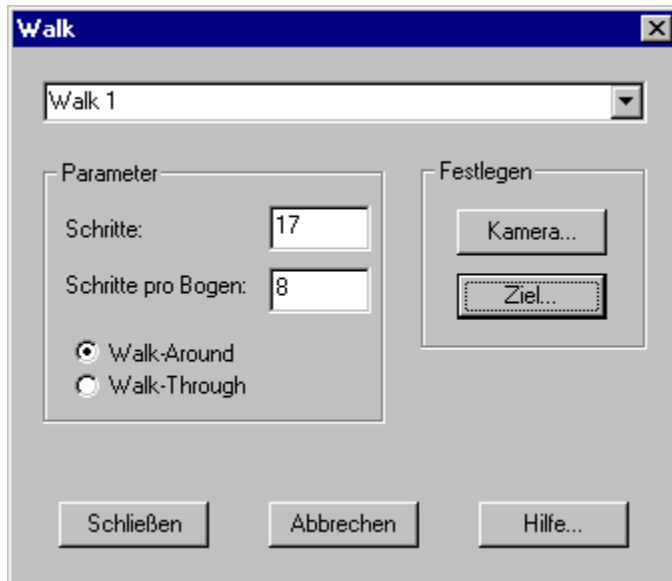 Walk
Walk 1
Parameter
Schritte: 17
Schritte pro Bogen: 8
Walk-Around
Walk-Through
Festlegen
Kamera...
Ziel...
Schließen
Abbrechen
Hilfe...